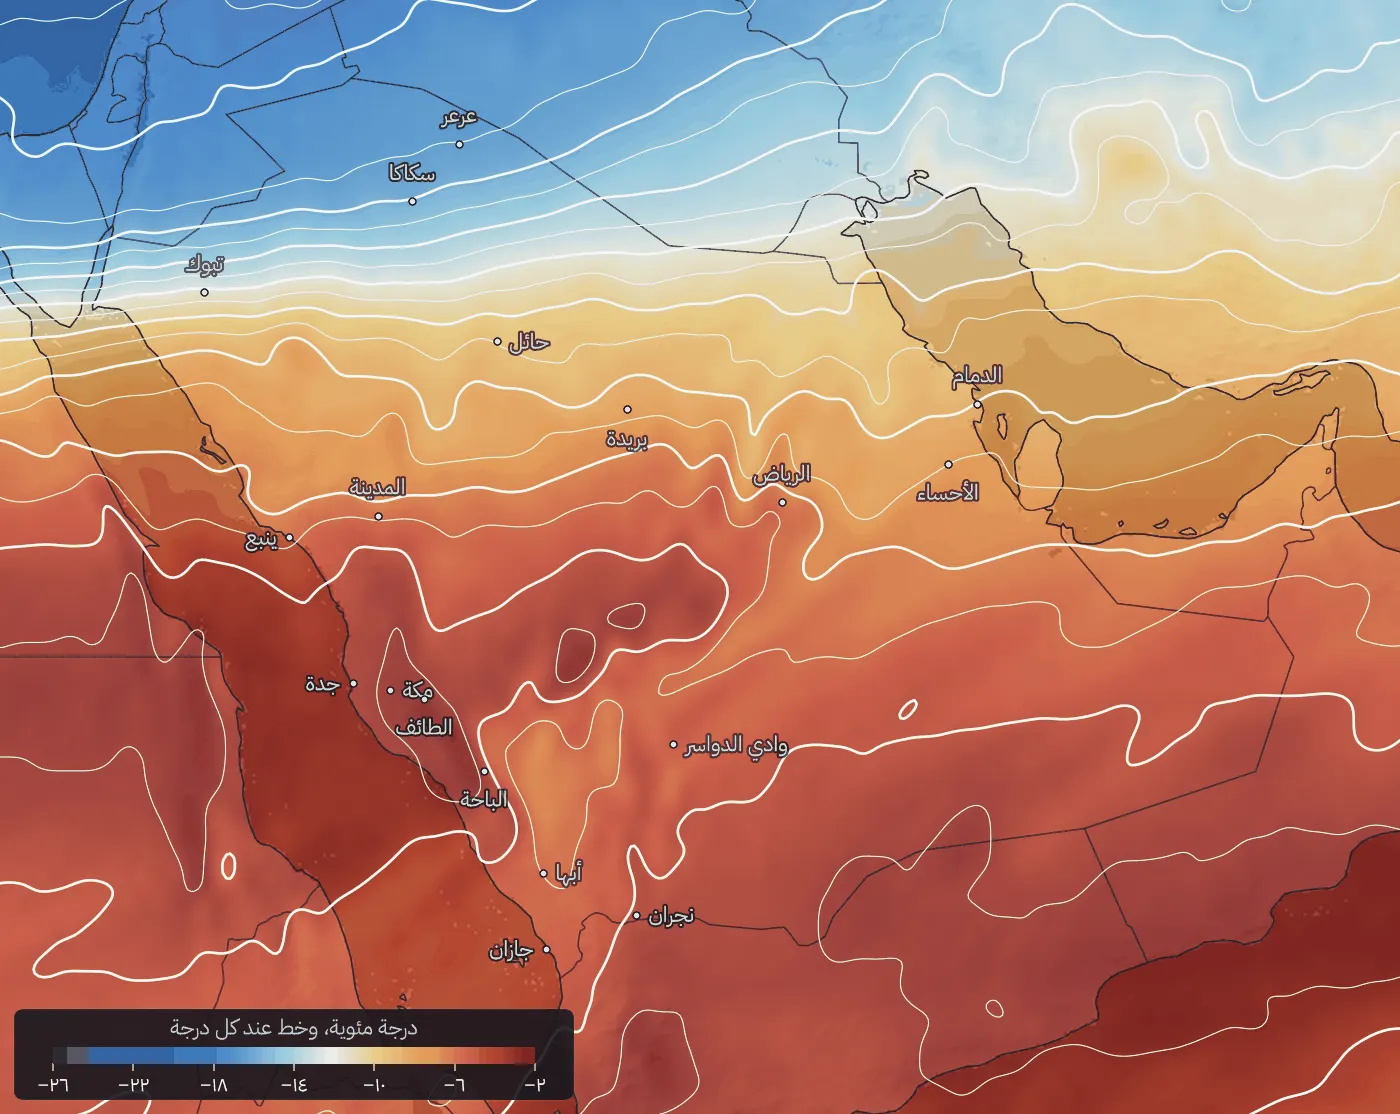 عرعر
سكاكا
تبوك
حائل
الدمام
بريدة
الرياض
الأحساء
المدينة
ينبع
جدة
مكة
الطائف
وادي الدواسر
الباحة
أبها
نجران
جازان
درجة مئوية، وخط عند كل درجة
−٢٦ −٢٢ −١٨ −١٤ −١٠ −٦ −٢